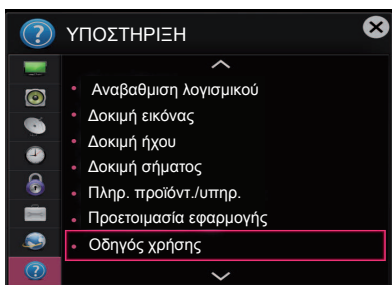 ΥΠΟΣΤΗΡΙΞΗ
Αναβαθμιση λογισμικού
Δοκιμή εικόνας
Δοκιμή ήχου
Δοκιμή σήματος
Πληρ. προϊόντ./υπηρ.
Προετοιμασία εφαρμογής
Οδηγός χρήσης